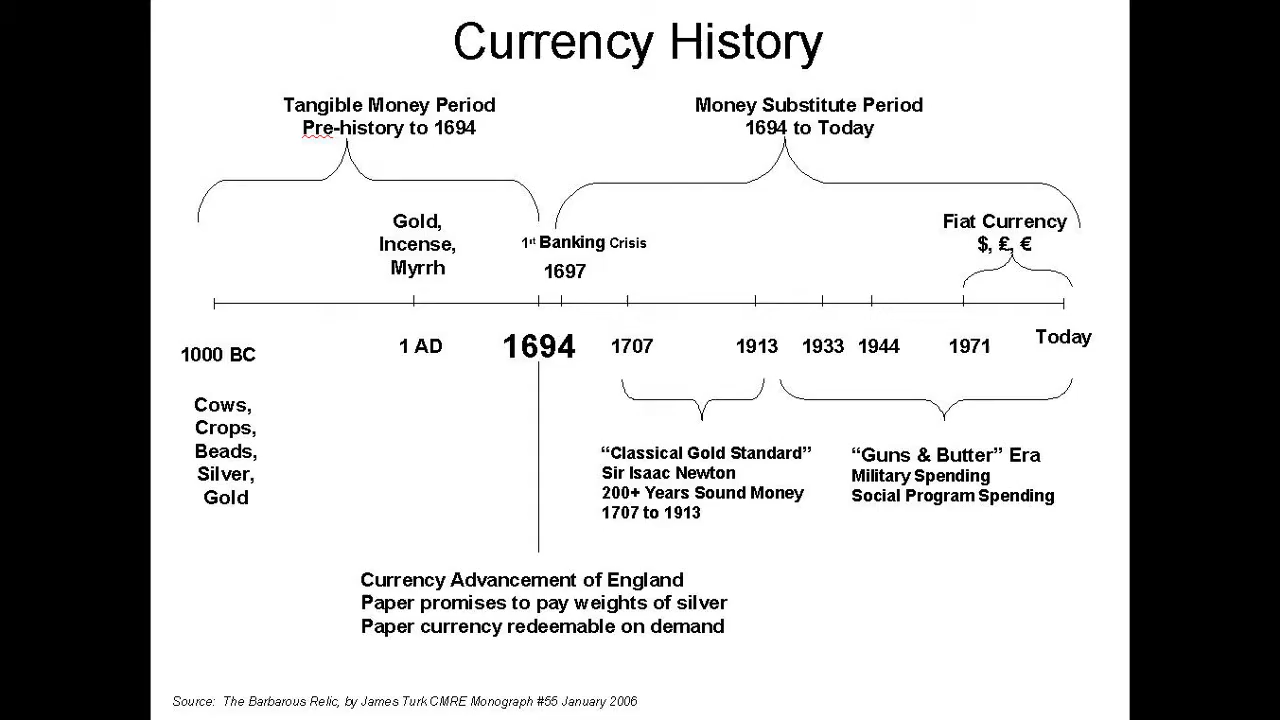 Currency History
Tangible Money Period
Pre-history to 1694
Money Substitute Period
1694 to Today
Gold,
Incense,
Myrrh
1st Banking Crisis
1697
Fiat Currency
$, £, €
1000 BC
1 AD
1694
1707
1913
1933
1944
1971
Today
Cows,
Crops,
Beads,
Silver,
Gold
“Classical Gold Standard”
Sir Isaac Newton
200+ Years Sound Money
1707 to 1913
“Guns & Butter” Era
Military Spending
Social Program Spending
Currency Advancement of England
Paper promises to pay weights of silver
Paper currency redeemable on demand
Source: The Barbarous Relic, by James Turk CMRE Monograph #55 January 2006